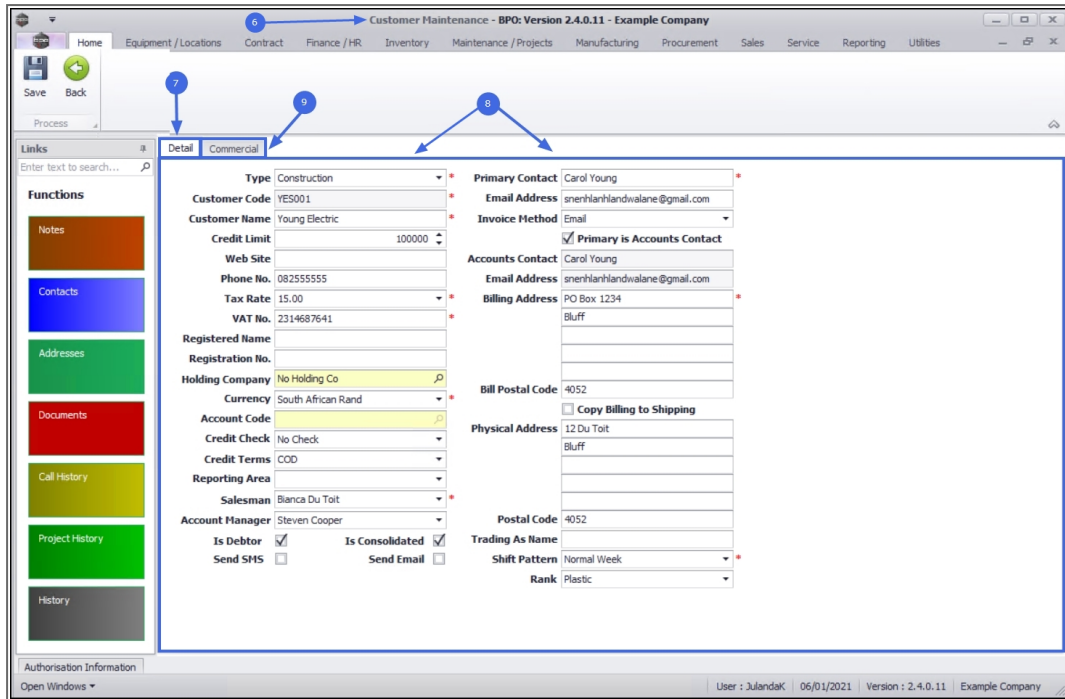 Customer Maintenance - BPO: Version 2.4.0.11 - Example Company
6
Home Equipment / Locations Contract Finance / HR Inventory Maintenance / Projects Manufacturing Procurement Sales Service Reporting Utilities
Save Back
Process
7 9 8
Links
Enter text to search...
Functions
Notes
Contacts
Addresses
Documents
Call History
Project History
History
Detail Commercial
Type Construction *
Customer Code YES001 *
Customer Name Young Electric *
Credit Limit 100000
Web Site
Phone No. 082555555
Tax Rate 15.00 *
VAT No. 2314687641 *
Registered Name
Registration No.
Holding Company No Holding Co
Currency South African Rand *
Account Code
Credit Check No Check
Credit Terms COD
Reporting Area
Salesman Bianca Du Toit *
Account Manager Steven Cooper
Is Debtor Is Consolidated
Send SMS Send Email
Primary Contact Carol Young *
Email Address snenhlanhlandwalane@gmail.com
Invoice Method Email
Primary is Accounts Contact
Accounts Contact Carol Young
Email Address snenhlanhlandwalane@gmail.com
Billing Address PO Box 1234 *
Bluff
Bill Postal Code 4052
Copy Billing to Shipping
Physical Address 12 Du Toit
Bluff
Postal Code 4052
Trading As Name
Shift Pattern Normal Week *
Rank Plastic
Authorisation Information
Open Windows User : JulandaK 06/01/2021 Version : 2.4.0.11 Example Company